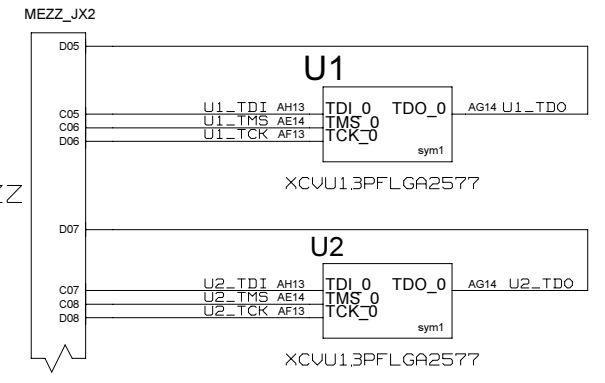 MEZZ_JX2
D05
U1
C05 U1_TDI AH13 TDI_0 TDO_0 AG14 U1_TDO
C06 U1_TMS AE14 TMS_0
D06 U1_TCK AF13 TCK_0
sym1
XCVU13PFLGA2577
ZZ
D07
U2
C07 U2_TDI AH13 TDI_0 TDO_0 AG14 U2_TDO
C08 U2_TMS AE14 TMS_0
D08 U2_TCK AF13 TCK_0
sym1
XCVU13PFLGA2577